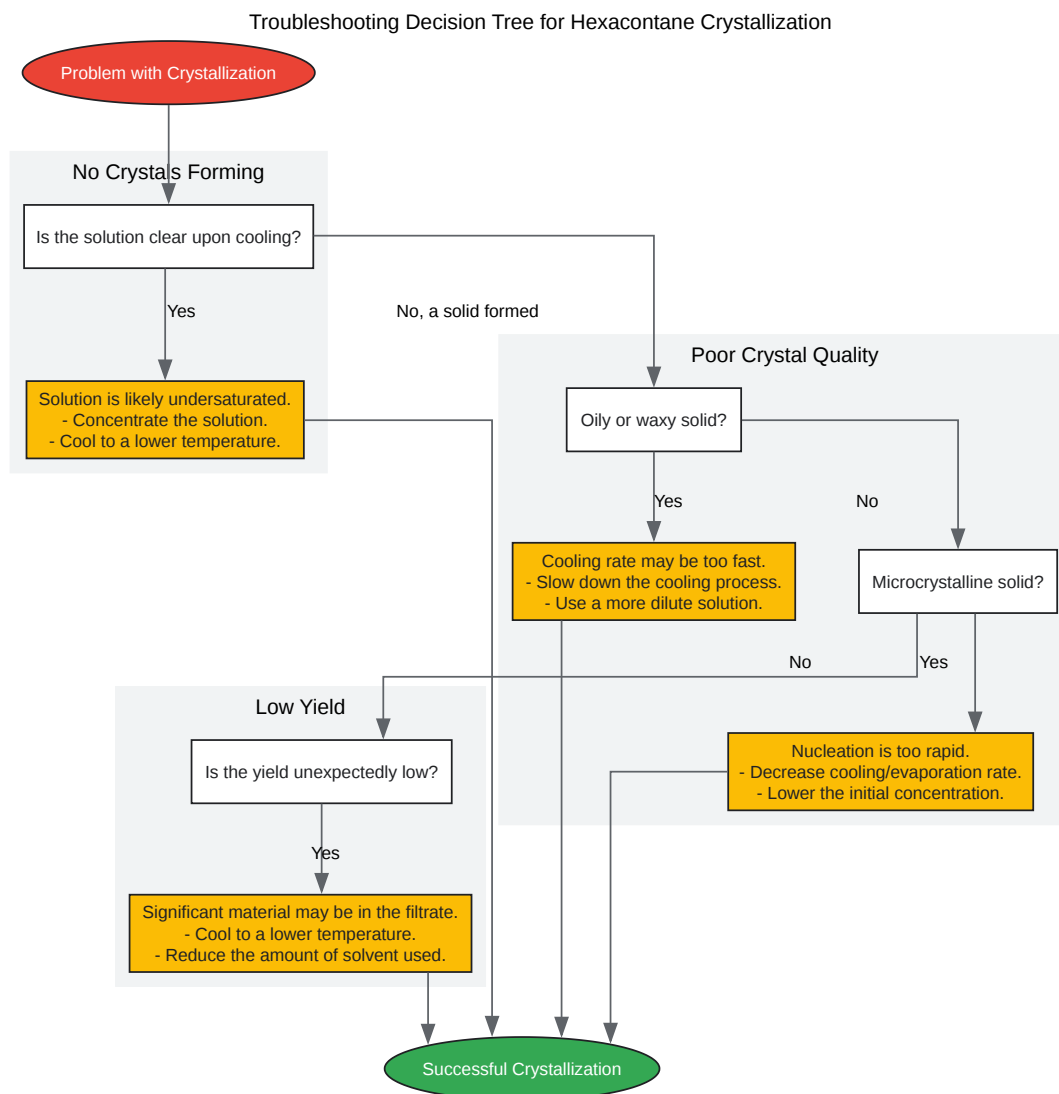 Troubleshooting Decision Tree for Hexacontane Crystallization
Problem with Crystallization
No Crystals Forming
Is the solution clear upon cooling?
Yes
No, a solid formed
Solution is likely undersaturated.
- Concentrate the solution.
- Cool to a lower temperature.
Poor Crystal Quality
Oily or waxy solid?
Yes
No
Cooling rate may be too fast.
- Slow down the cooling process.
- Use a more dilute solution.
Microcrystalline solid?
No
Yes
Nucleation is too rapid.
- Decrease cooling/evaporation rate.
- Lower the initial concentration.
Low Yield
Is the yield unexpectedly low?
Yes
Significant material may be in the filtrate.
- Cool to a lower temperature.
- Reduce the amount of solvent used.
Successful Crystallization